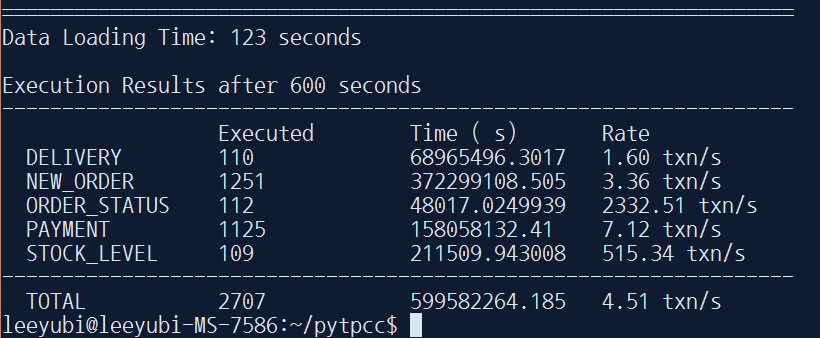 Data Loading Time: 123 seconds
Execution Results after 600 seconds
Executed Time ( s) Rate
DELIVERY 110 68965496.3017 1.60 txn/s
NEW_ORDER 1251 372299108.505 3.36 txn/s
ORDER_STATUS 112 48017.0249939 2332.51 txn/s
PAYMENT 1125 158058132.41 7.12 txn/s
STOCK_LEVEL 109 211509.943008 515.34 txn/s
TOTAL 2707 599582264.185 4.51 txn/s
leeyubi@leeyubi-MS-7586:~/pytpcc$